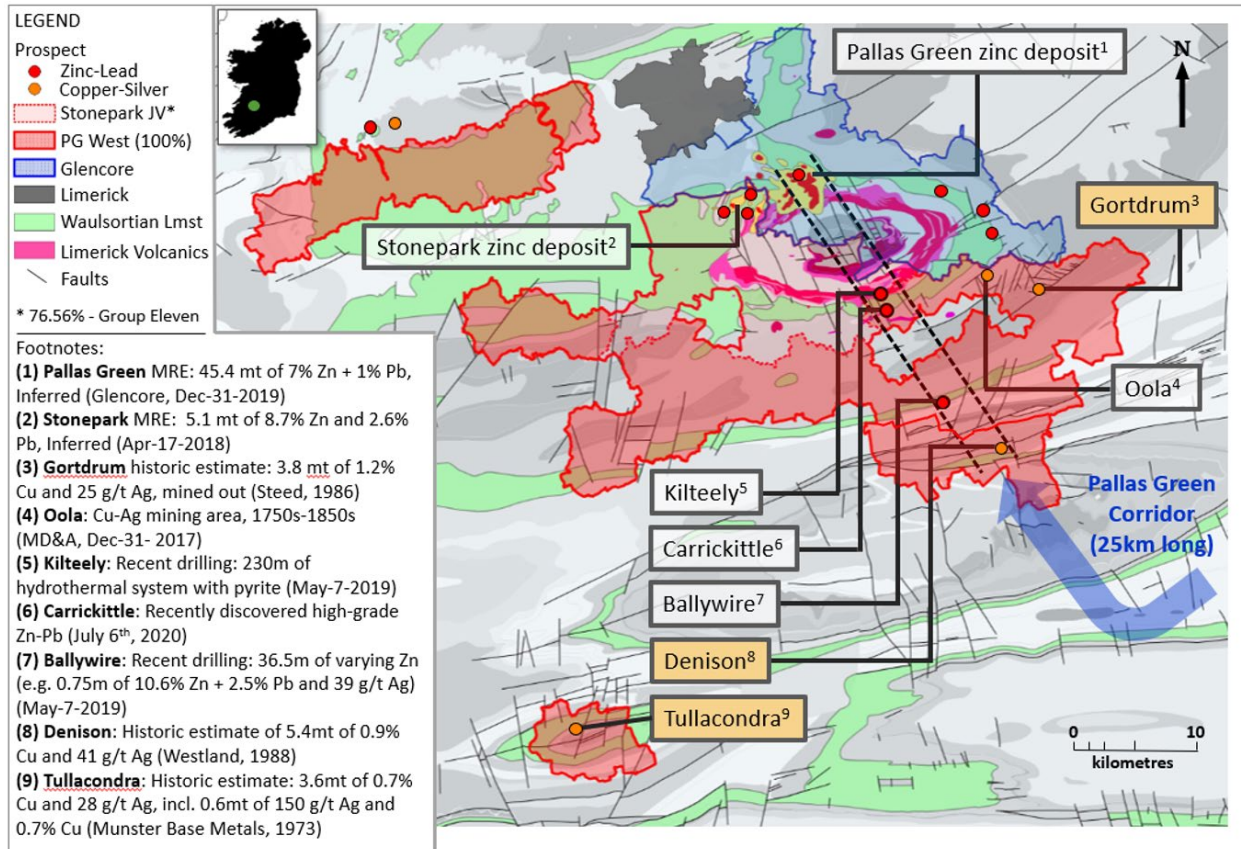 LEGEND
Prospect
Zinc-Lead
Copper-Silver
Stonepark JV*
PG West (100%)
Glencore
Limerick
Waulsortian Lmst
Limerick Volcanics
Faults
* 76.56% - Group Eleven
Footnotes:
(1) Pallas Green MRE: 45.4 mt of 7% Zn + 1% Pb,
Inferred (Glencore, Dec-31-2019)
(2) Stonepark MRE: 5.1 mt of 8.7% Zn and 2.6%
Pb, Inferred (Apr-17-2018)
(3) Gortdrum historic estimate: 3.8 mt of 1.2%
Cu and 25 g/t Ag, mined out (Steed, 1986)
(4) Oola: Cu-Ag mining area, 1750s-1850s
(MD&A, Dec-31- 2017)
(5) Kilteely: Recent drilling: 230m of
hydrothermal system with pyrite (May-7-2019)
(6) Carrickittle: Recently discovered high-grade
Zn-Pb (July 6th, 2020)
(7) Ballywire: Recent drilling: 36.5m of varying Zn
(e.g. 0.75m of 10.6% Zn + 2.5% Pb and 39 g/t Ag)
(May-7-2019)
(8) Denison: Historic estimate of 5.4mt of 0.9%
Cu and 41 g/t Ag (Westland, 1988)
(9) Tullacondra: Historic estimate: 3.6mt of 0.7%
Cu and 28 g/t Ag, incl. 0.6mt of 150 g/t Ag and
0.7% Cu (Munster Base Metals, 1973)
Pallas Green zinc deposit1
N
Gortdrum3
Stonepark zinc deposit2
Oola4
Kilteely5
Pallas Green
Corridor
(25km long)
Carrickittle6
Ballywire7
Denison8
Tullacondra9
0 10
kilometres